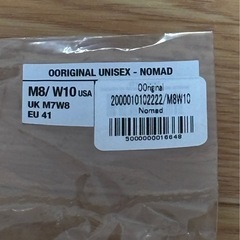 OORIGINAL UNISEX - NOMAD
M8/ W10 USA
UK M7W8
EU 41
OOriginal
2000010102222/M8W10
Nomad
5000000016648